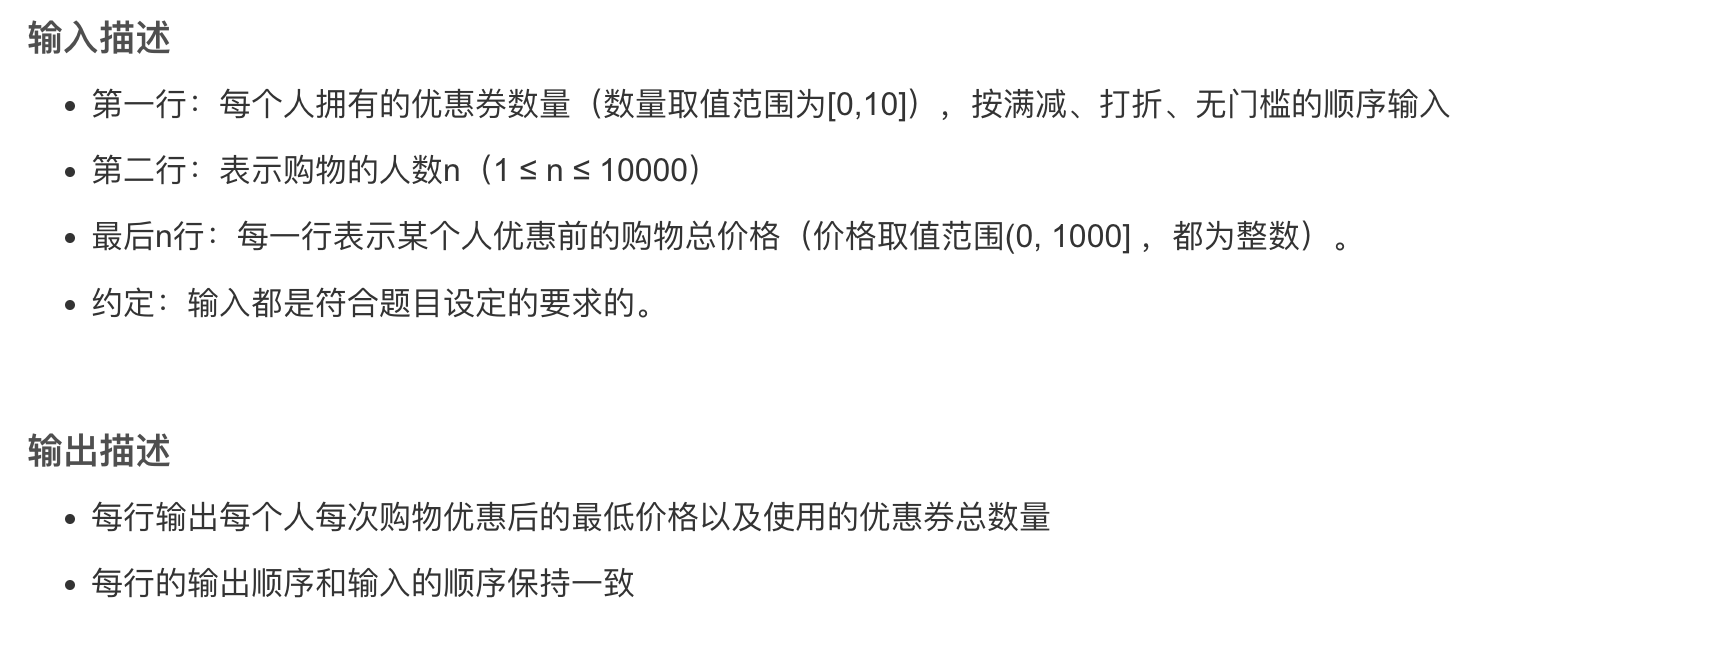 输入描述
• 第一行：每个人拥有的优惠券数量（数量取值范围为[0,10]），按满减、打折、无门槛的顺序输入
• 第二行：表示购物的人数n（1 ≤ n ≤ 10000）
• 最后n行：每一行表示某个人优惠前的购物总价格（价格取值范围(0, 1000] ，都为整数）。
• 约定：输入都是符合题目设定的要求的。
输出描述
• 每行输出每个人每次购物优惠后的最低价格以及使用的优惠券总数量
• 每行的输出顺序和输入的顺序保持一致